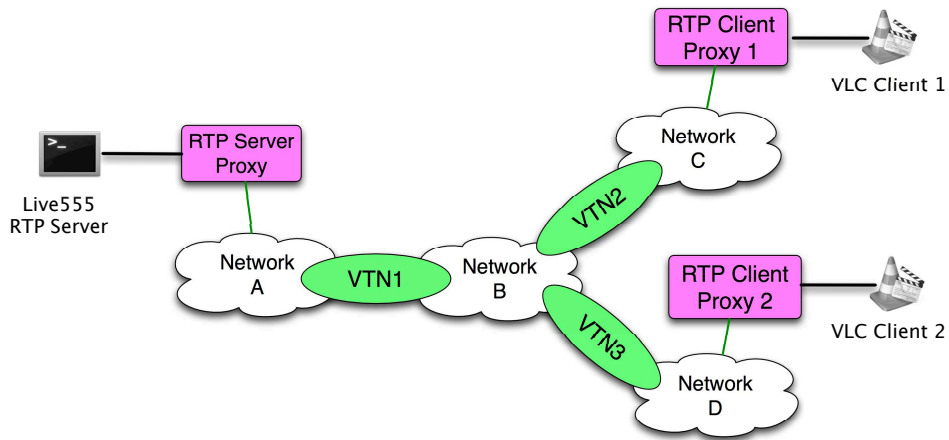 RTP Client
Proxy 1
VLC Client 1
Network
C
RTP Server
Proxy
>_
Live555
RTP Server
VTN2
Network
A
VTN1
Network
B
RTP Client
Proxy 2
VLC Client 2
VTN3
Network
D